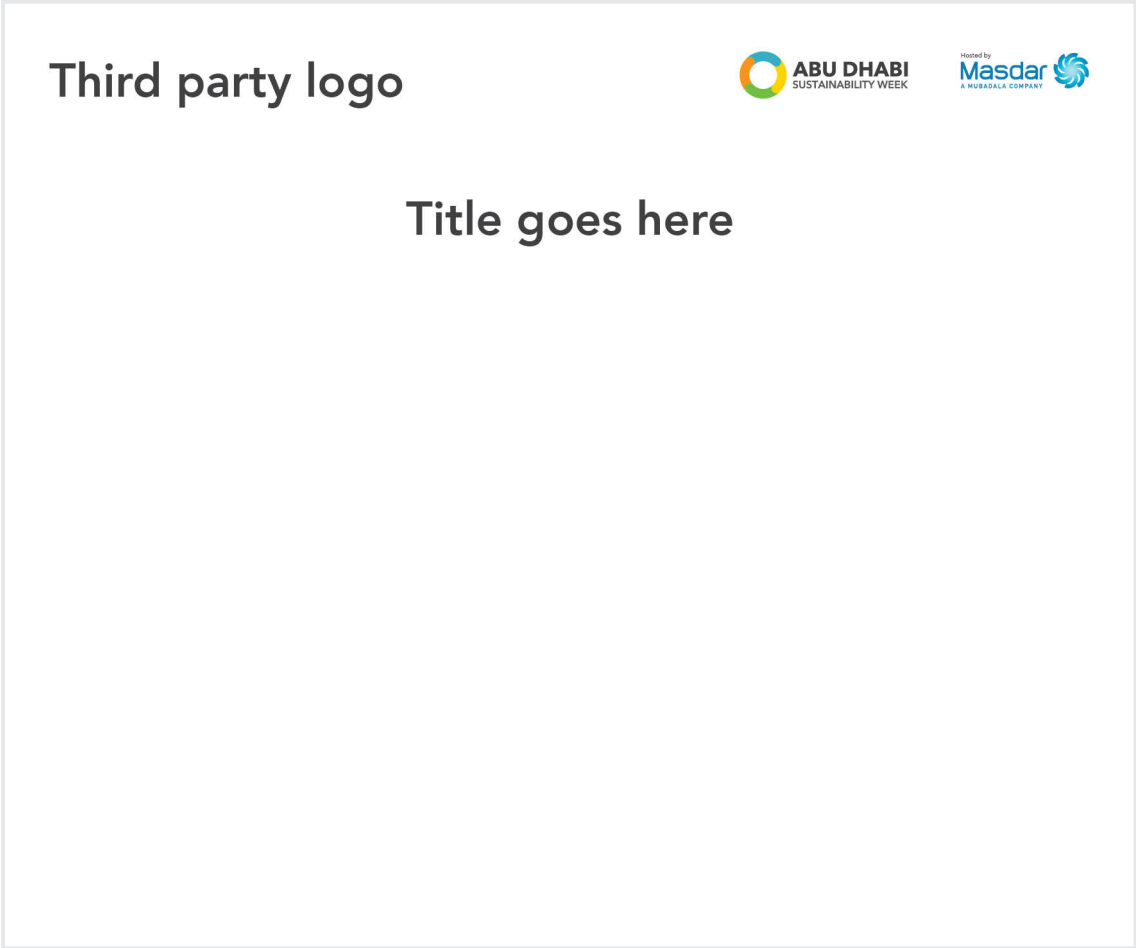 Third party logo
ABU DHABI
SUSTAINABILITY WEEK
Hosted by
Masdar
A MUBADALA COMPANY
Title goes here